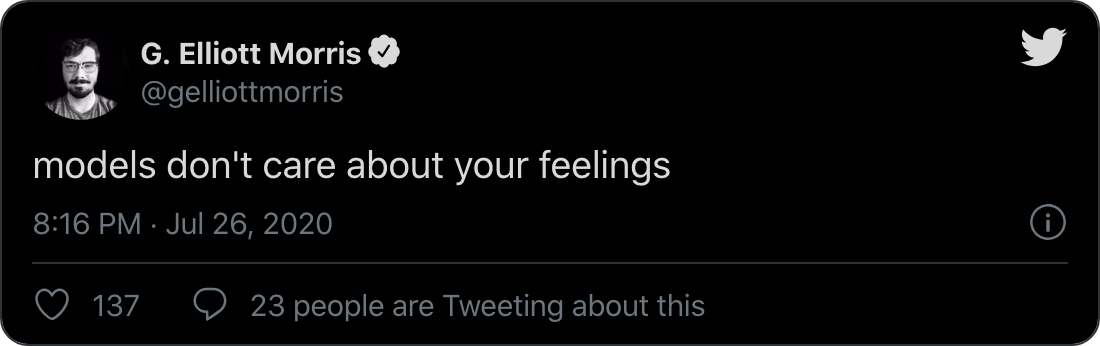 G. Elliott Morris
@gelliottmorris
models don't care about your feelings
8:16 PM · Jul 26, 2020
137 23 people are Tweeting about this